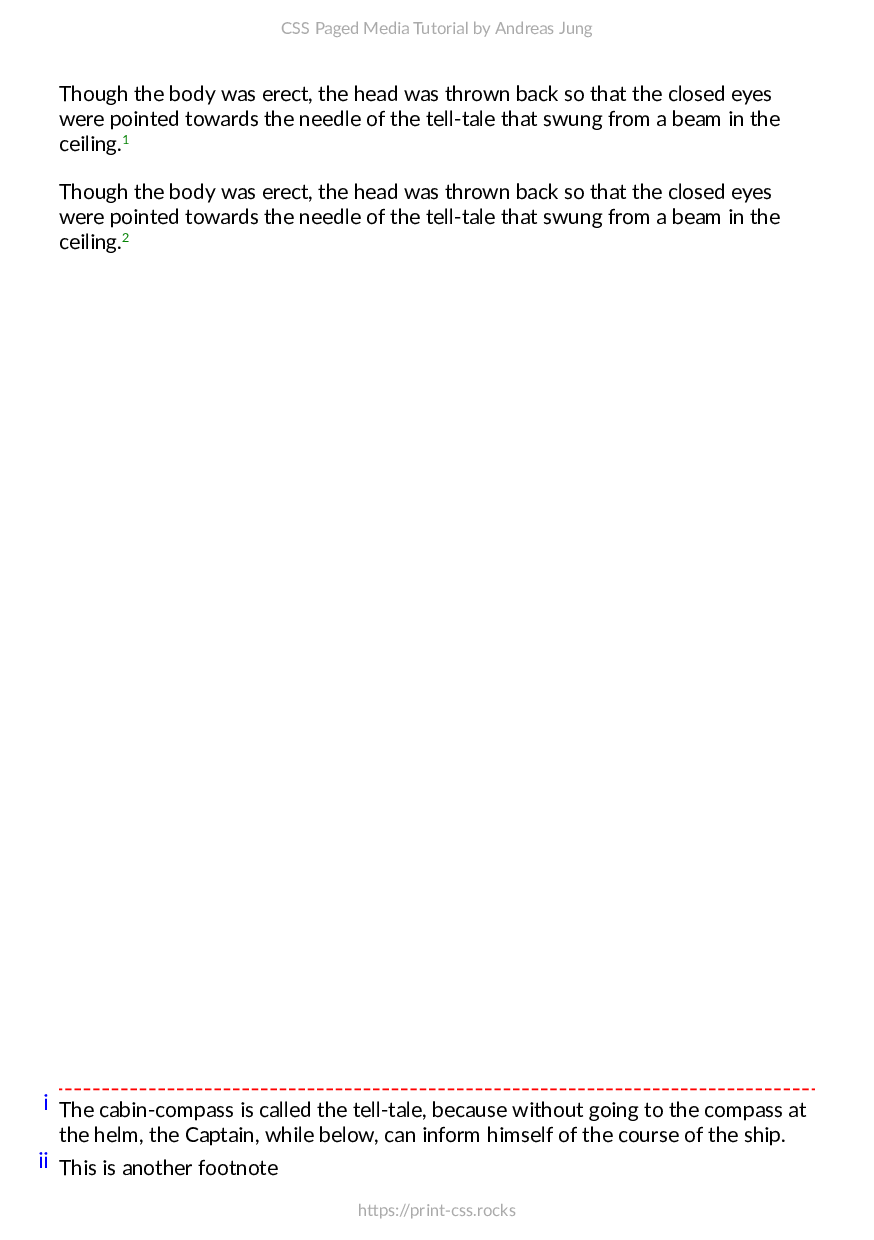 CSS Paged Media Tutorial by Andreas Jung
Though the body was erect, the head was thrown back so that the closed eyes
were pointed towards the needle of the tell-tale that swung from a beam in the
ceiling.1
Though the body was erect, the head was thrown back so that the closed eyes
were pointed towards the needle of the tell-tale that swung from a beam in the
ceiling.2
i The cabin-compass is called the tell-tale, because without going to the compass at
the helm, the Captain, while below, can inform himself of the course of the ship.
ii This is another footnote
https://print-css.rocks